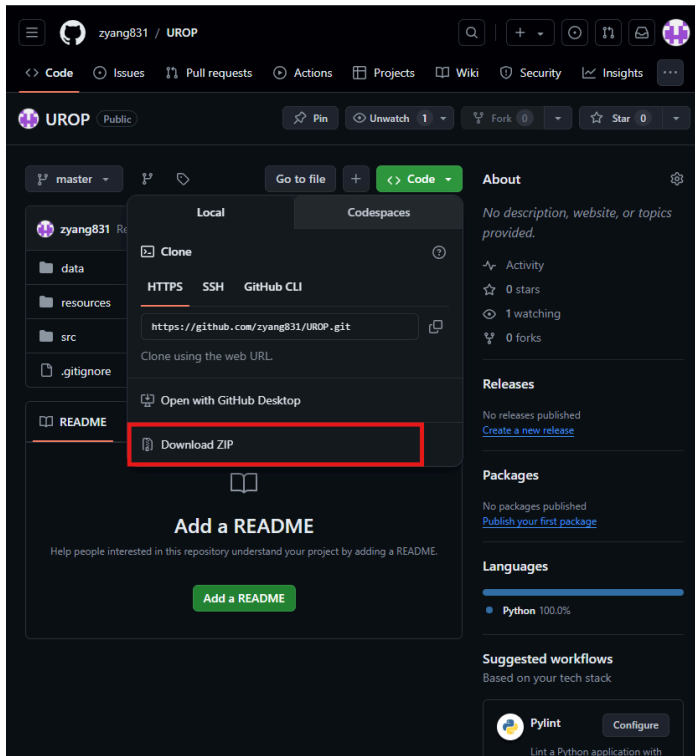 zyang831 / UROP
Code Issues Pull requests Actions Projects Wiki Security Insights
UROP Public Pin Unwatch 1 Fork 0 Star 0
master Go to file Code
Local Codespaces
zyang831 Re
Clone
data
HTTPS SSH GitHub CLI
resources
https://github.com/zyang831/UROP.git
src
Clone using the web URL.
.gitignore
Open with GitHub Desktop
README
Download ZIP
Add a README
Help people interested in this repository understand your project by adding a README.
Add a README
About
No description, website, or topics
provided.
Activity
0 stars
1 watching
0 forks
Releases
No releases published
Create a new release
Packages
No packages published
Publish your first package
Languages
Python 100.0%
Suggested workflows
Based on your tech stack
Pylint Configure
Lint a Python application with